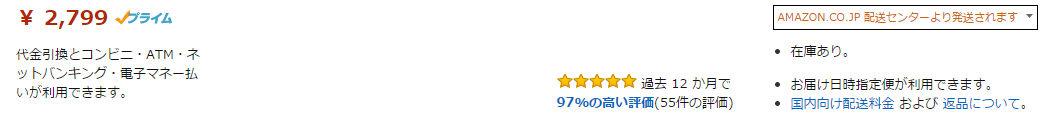 ¥ 2,799 プライム
代金引換とコンビニ・ATM・ネ
ットバンキング・電子マネー払
いが利用できます。
過去 12 か月で
97%の高い評価(55件の評価)
AMAZON.CO.JP 配送センターより発送されます
在庫あり。
お届け日時指定便が利用できます。
国内向け配送料金 および 返品について。